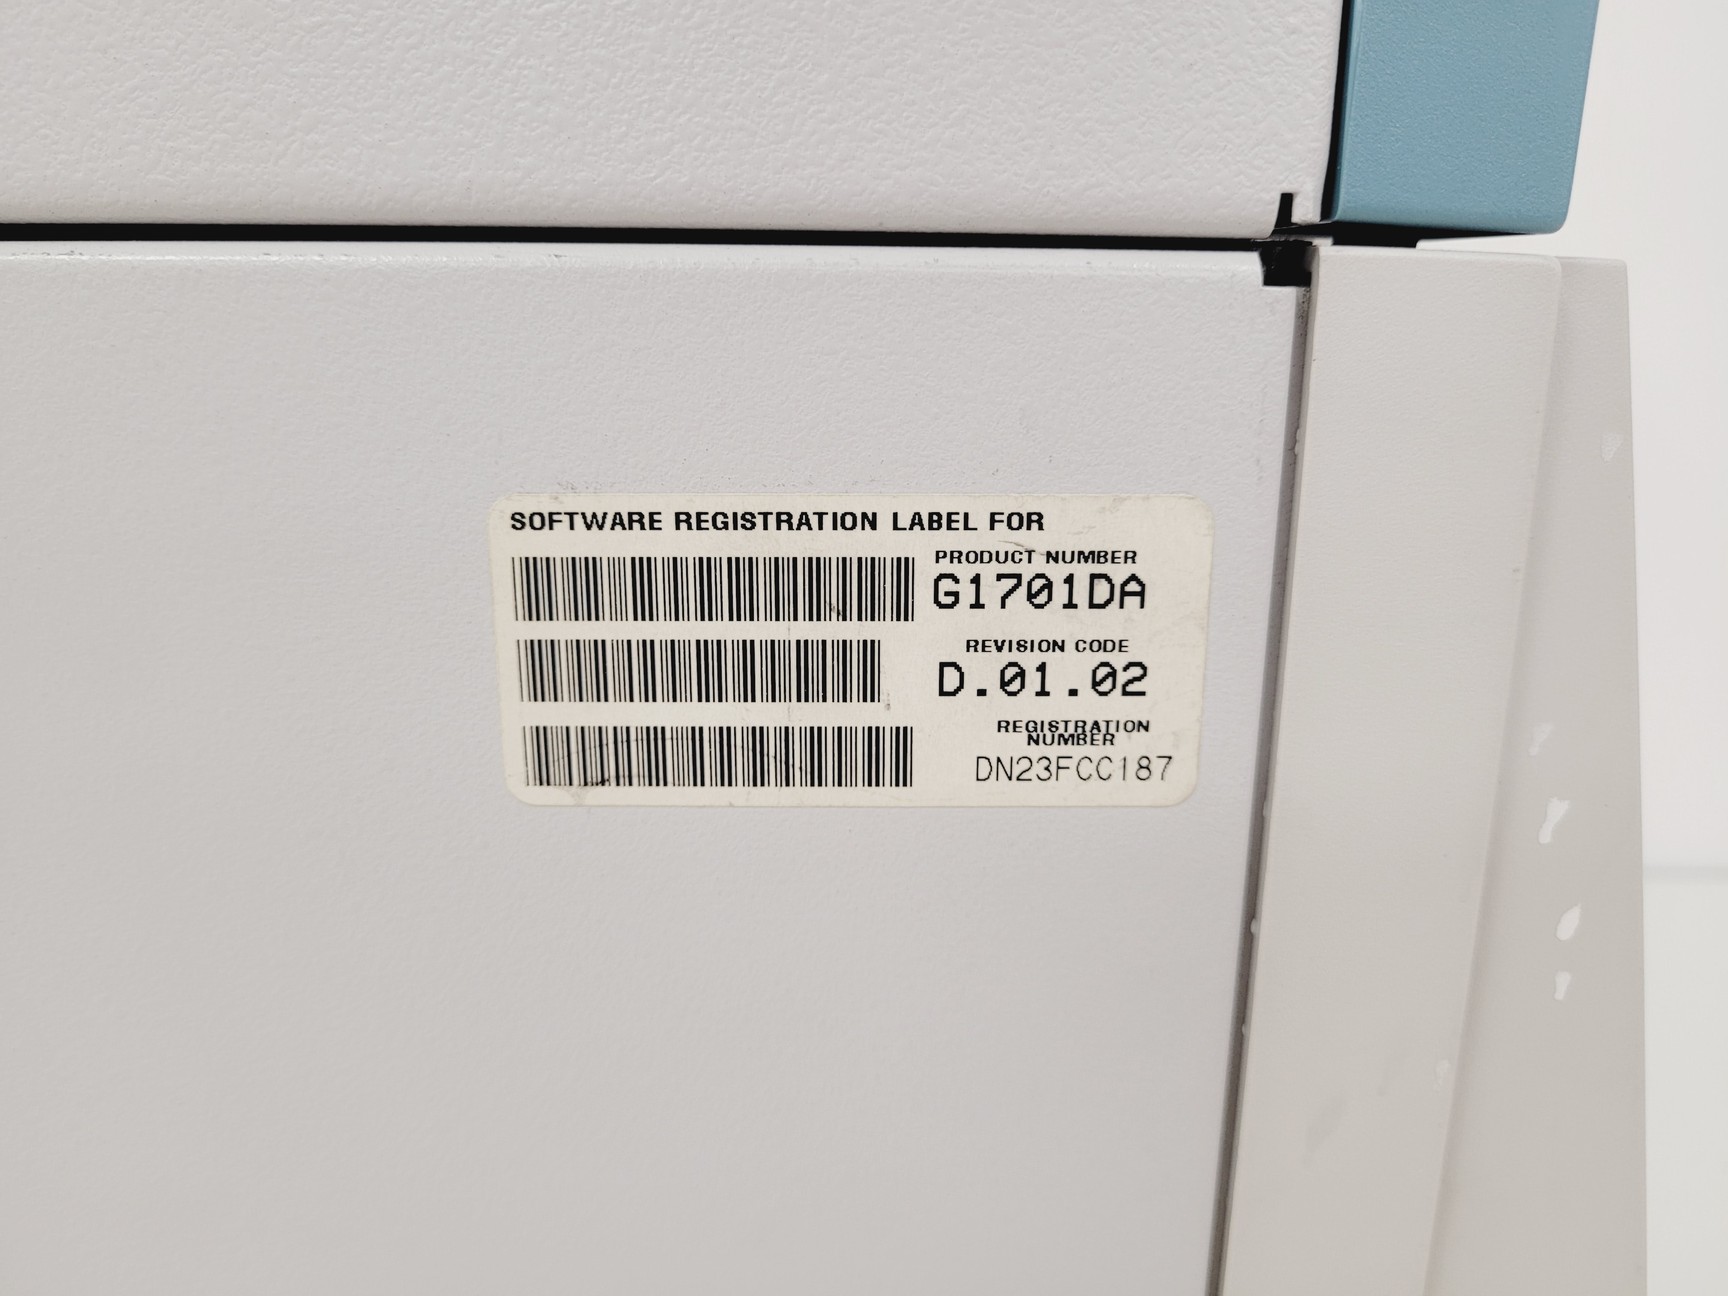 SOFTWARE REGISTRATION LABEL FOR
PRODUCT NUMBER
G1701DA
REVISION CODE
D.01.02
REGISTRATION
NUMBER
DN23FCC187